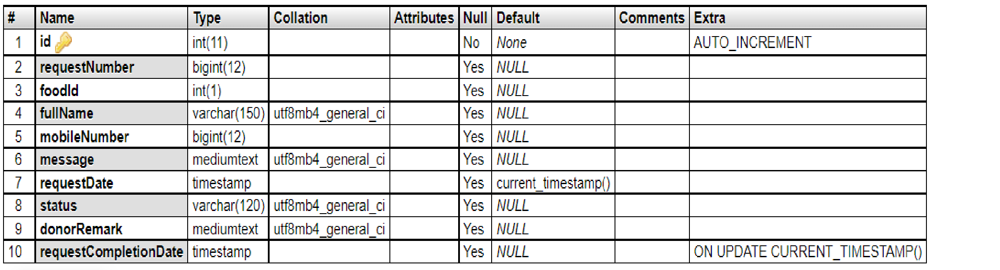 # Name Type Collation Attributes Null Default Comments Extra
1 id int(11) No None AUTO_INCREMENT
2 requestNumber bigint(12) Yes NULL
3 foodId int(1) Yes NULL
4 fullName varchar(150) utf8mb4_general_ci Yes NULL
5 mobileNumber bigint(12) Yes NULL
6 message mediumtext utf8mb4_general_ci Yes NULL
7 requestDate timestamp Yes current_timestamp()
8 status varchar(120) utf8mb4_general_ci Yes NULL
9 donorRemark mediumtext utf8mb4_general_ci Yes NULL
10 requestCompletionDate timestamp Yes NULL ON UPDATE CURRENT_TIMESTAMP()